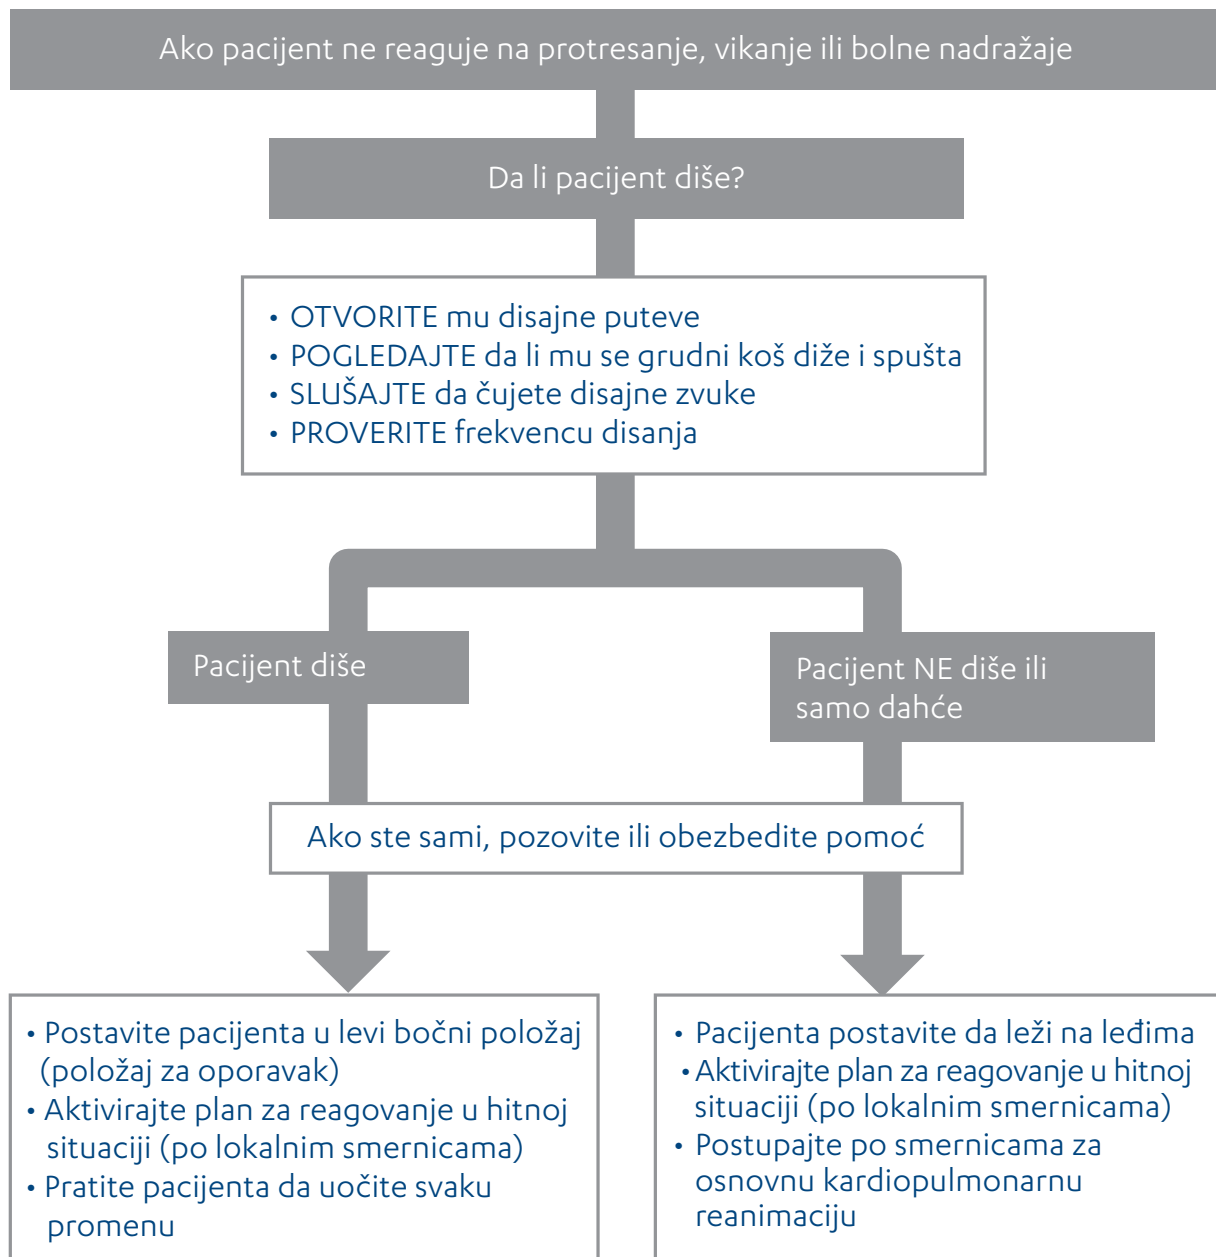 Ako pacijent ne reaguje na protresanje, vikanje ili bolne nadražaje
Da li pacijent diše?
• OTVORITE mu disajne puteve
• POGLEDAJTE da li mu se grudni koš diže i spušta
• SLUŠAJTE da čujete disajne zvuke
• PROVERITE frekvencu disanja
Pacijent diše
Pacijent NE diše ili
samo dahće
Ako ste sami, pozovite ili obezbedite pomoć
• Postavite pacijenta u levi bočni položaj
(položaj za oporavak)
• Aktivirajte plan za reagovanje u hitnoj
situaciji (po lokalnim smernicama)
• Pratite pacijenta da uočite svaku
promenu
• Pacijenta postavite da leži na leđima
• Aktivirajte plan za reagovanje u hitnoj
situaciji (po lokalnim smernicama)
• Postupajte po smernicama za
osnovnu kardiopulmonarnu
reanimaciju